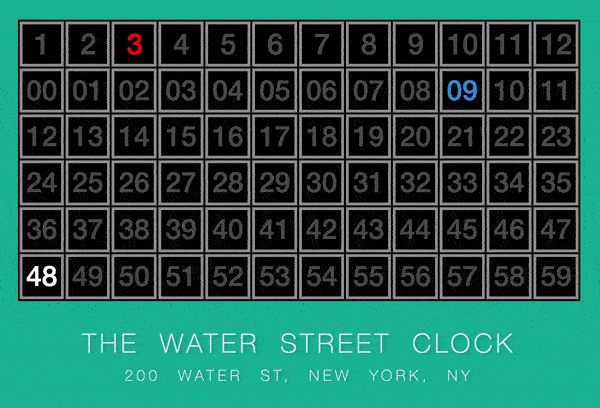 1 2 3 4 5 6 7 8 9 10 11 12
00 01 02 03 04 05 06 07 08 09 10 11
12 13 14 15 16 17 18 19 20 21 22 23
24 25 26 27 28 29 30 31 32 33 34 35
36 37 38 39 40 41 42 43 44 45 46 47
48 49 50 51 52 53 54 55 56 57 58 59
THE WATER STREET CLOCK
200 WATER ST, NEW YORK, NY